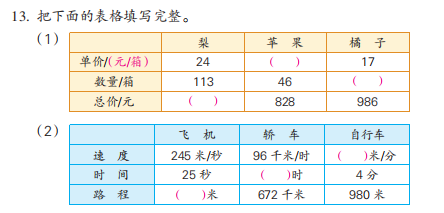 13. 把下面的表格填写完整。
（1）
梨 苹 果 橘 子
单价/(元/箱) 24 （ ） 17
数量/箱 113 46 （ ）
总价/元 （ ） 828 986
（2）
飞 机 轿 车 自行车
速 度 245 米/秒 96 千米/时 （ ）米/分
时 间 25 秒 （ ）时 4 分
路 程 （ ）米 672 千米 980 米